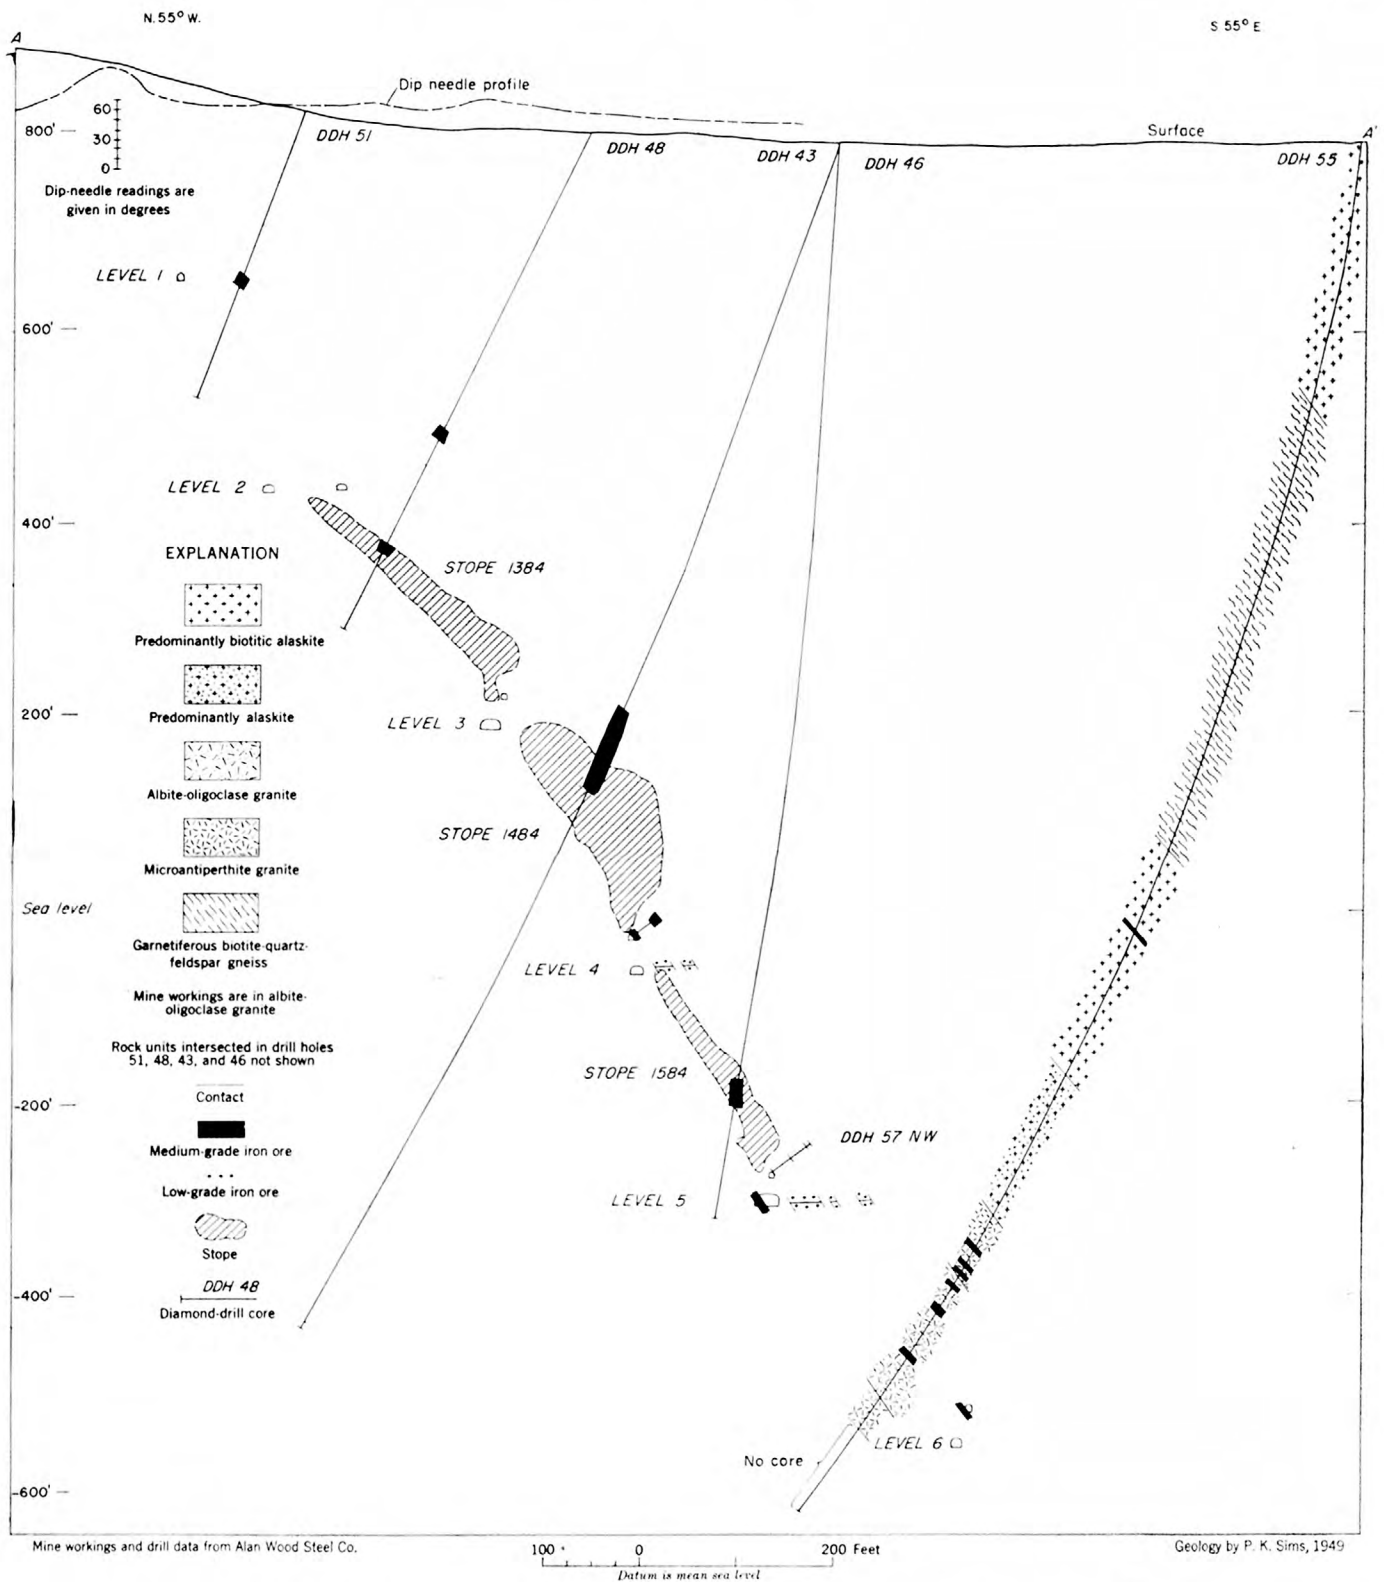 N. 55° W.
S 55° E
A
Dip needle profile
60
800'
30
0
DDH 51
DDH 48
DDH 43
DDH 46
Surface
A'
DDH 55
Dip-needle readings are
given in degrees
LEVEL 1
600'
LEVEL 2
400'
EXPLANATION
STOPE 1384
Predominantly biotitic alaskite
200'
Predominantly alaskite
LEVEL 3
Albite-oligoclase granite
STOPE 1484
Microantiperthite granite
Sea level
Garnetiferous biotite-quartz-
feldspar gneiss
LEVEL 4
Mine workings are in albite-
oligoclase granite
Rock units intersected in drill holes
51, 48, 43, and 46 not shown
STOPE 1584
Contact
-200'
DDH 57 NW
Medium-grade iron ore
Low-grade iron ore
LEVEL 5
Stope
DDH 48
-400'
Diamond-drill core
LEVEL 6
No core
-600'
Mine workings and drill data from Alan Wood Steel Co.
100 0 200 Feet
Datum is mean sea level
Geology by P. K. Sims, 1949